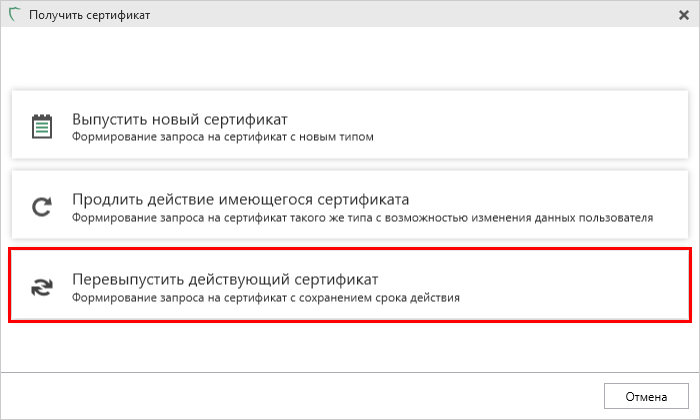 Получить сертификат
Выпустить новый сертификат
Формирование запроса на сертификат с новым типом
Продлить действие имеющегося сертификата
Формирование запроса на сертификат такого же типа с возможностью изменения данных пользователя
Перевыпустить действующий сертификат
Формирование запроса на сертификат с сохранением срока действия
Отмена